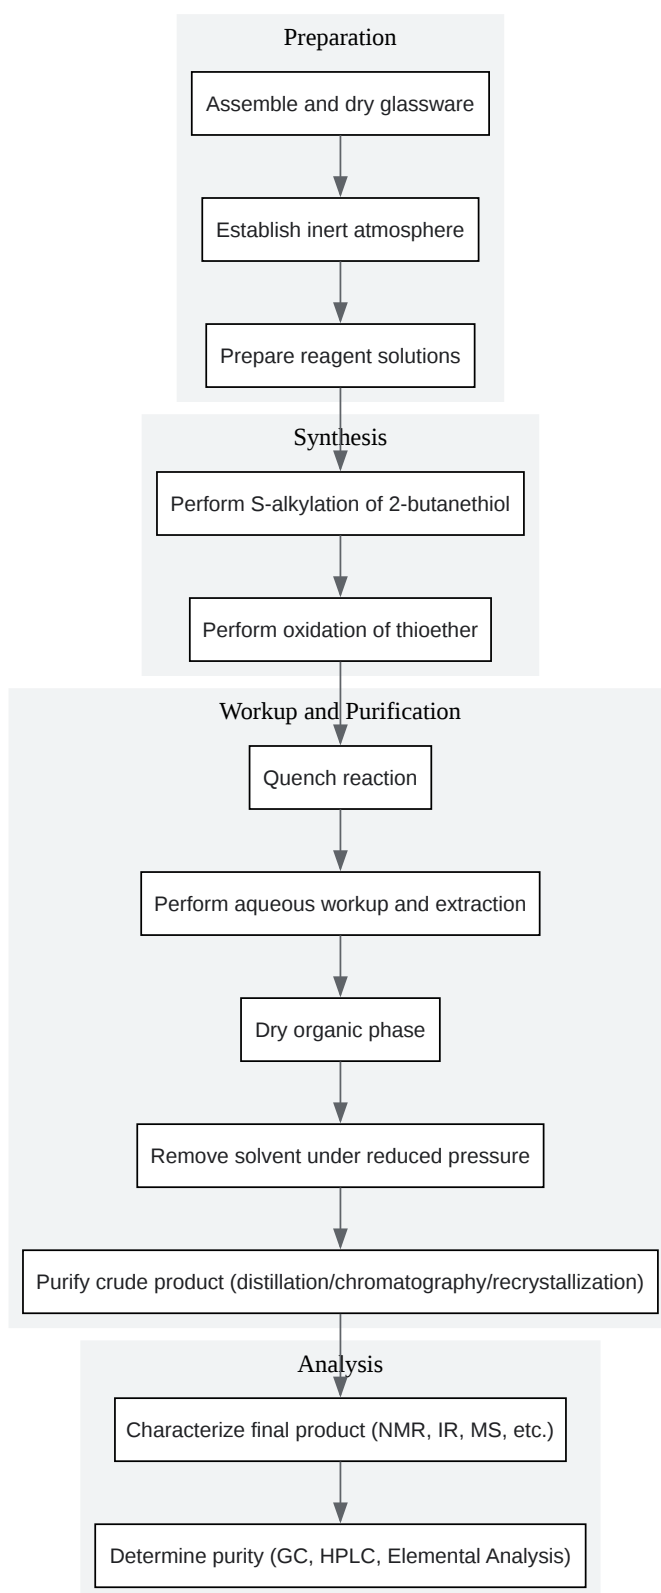 Preparation
Assemble and dry glassware
Establish inert atmosphere
Prepare reagent solutions
Synthesis
Perform S-alkylation of 2-butanethiol
Perform oxidation of thioether
Workup and Purification
Quench reaction
Perform aqueous workup and extraction
Dry organic phase
Remove solvent under reduced pressure
Purify crude product (distillation/chromatography/recrystallization)
Analysis
Characterize final product (NMR, IR, MS, etc.)
Determine purity (GC, HPLC, Elemental Analysis)